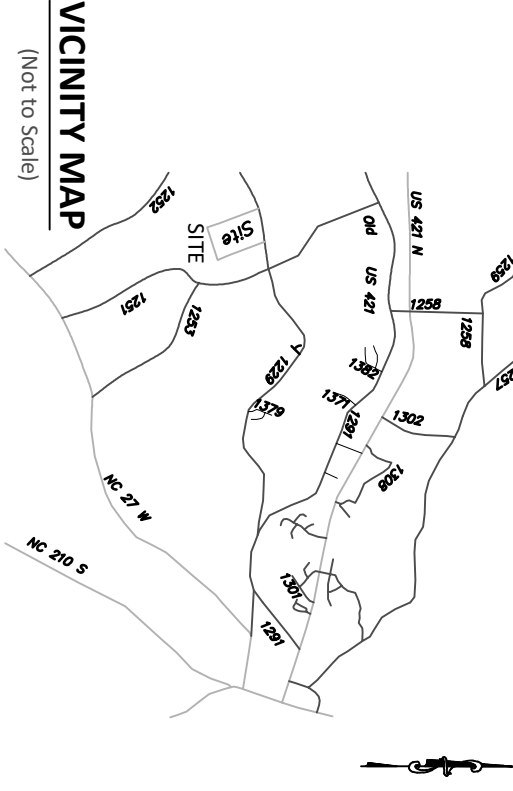 VICINITY MAP
(Not to Scale)
1259
US 421 N
257
1252
Old
1258
Site
SITE
US 421
1258
1251
1253
1382
1229
1371
1302
1379
1291
1308
NC 27 W
NC 210 S
1301
1291